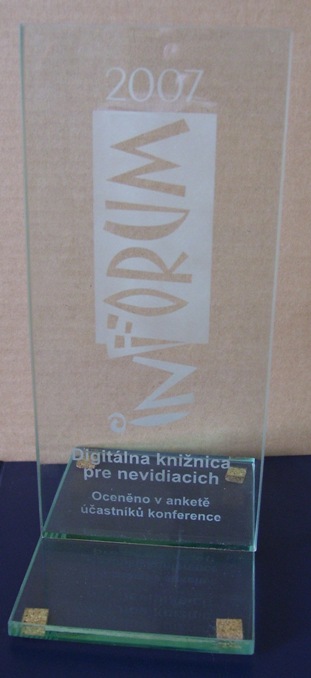 2007
inFORUM
Digitálna knižnica
pre nevidiacich
Oceněno v anketě
účastníků konference